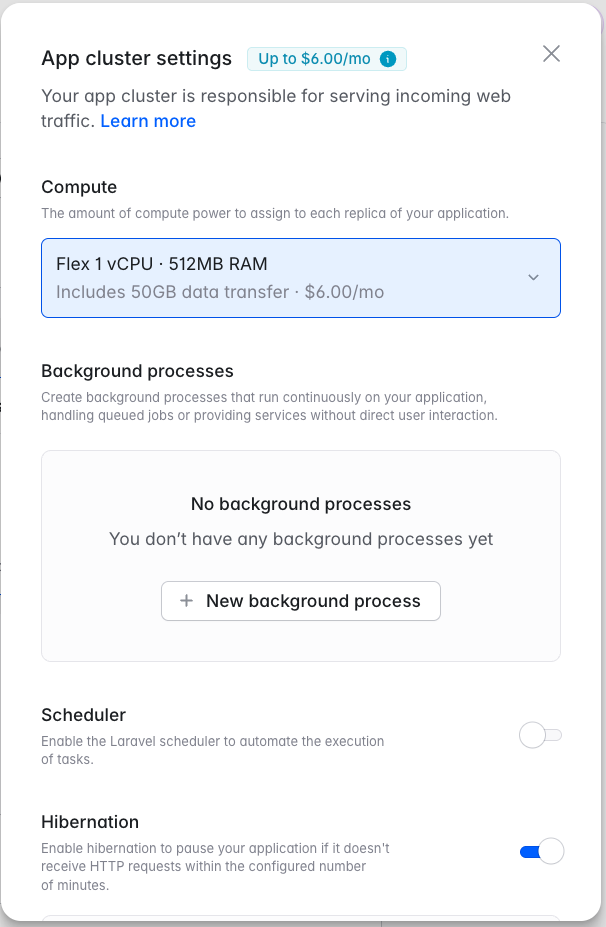 App cluster settings
Up to $6.00/mo
Your app cluster is responsible for serving incoming web
traffic. Learn more
Compute
The amount of compute power to assign to each replica of your application.
Flex 1 vCPU · 512MB RAM
Includes 50GB data transfer · $6.00/mo
Background processes
Create background processes that run continuously on your application,
handling queued jobs or providing services without direct user interaction.
No background processes
You don’t have any background processes yet
New background process
Scheduler
Enable the Laravel scheduler to automate the execution
of tasks.
Hibernation
Enable hibernation to pause your application if it doesn't
receive HTTP requests within the configured number
of minutes.